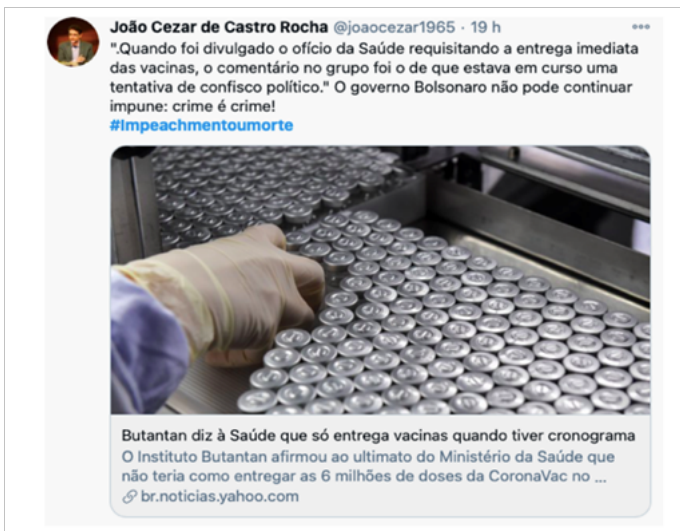 João Cezar de Castro Rocha @joaocezar1965 · 19 h
".Quando foi divulgado o ofício da Saúde requisitando a entrega imediata
das vacinas, o comentário no grupo foi o de que estava em curso uma
tentativa de confisco político." O governo Bolsonaro não pode continuar
impune: crime é crime!
#Impeachmentoumorte
Butantan diz à Saúde que só entrega vacinas quando tiver cronograma
O Instituto Butantan afirmou ao ultimato do Ministério da Saúde que
não teria como entregar as 6 milhões de doses da CoronaVac no ...
br.noticias.yahoo.com